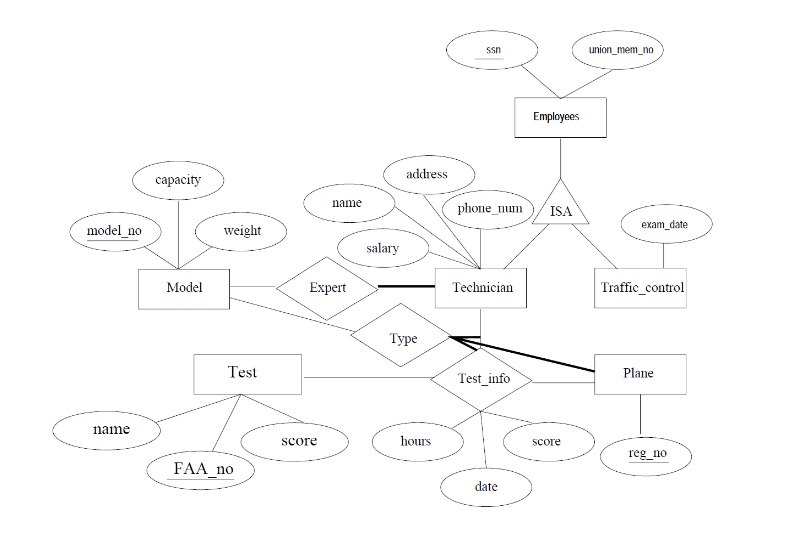 ssn
union_mem_no
Employees
capacity
address
name
phone_num
ISA
model_no
weight
exam_date
salary
Model
Expert
Technician
Traffic_control
Type
Test
Test_info
Plane
name
score
hours
score
FAA_no
reg_no
date